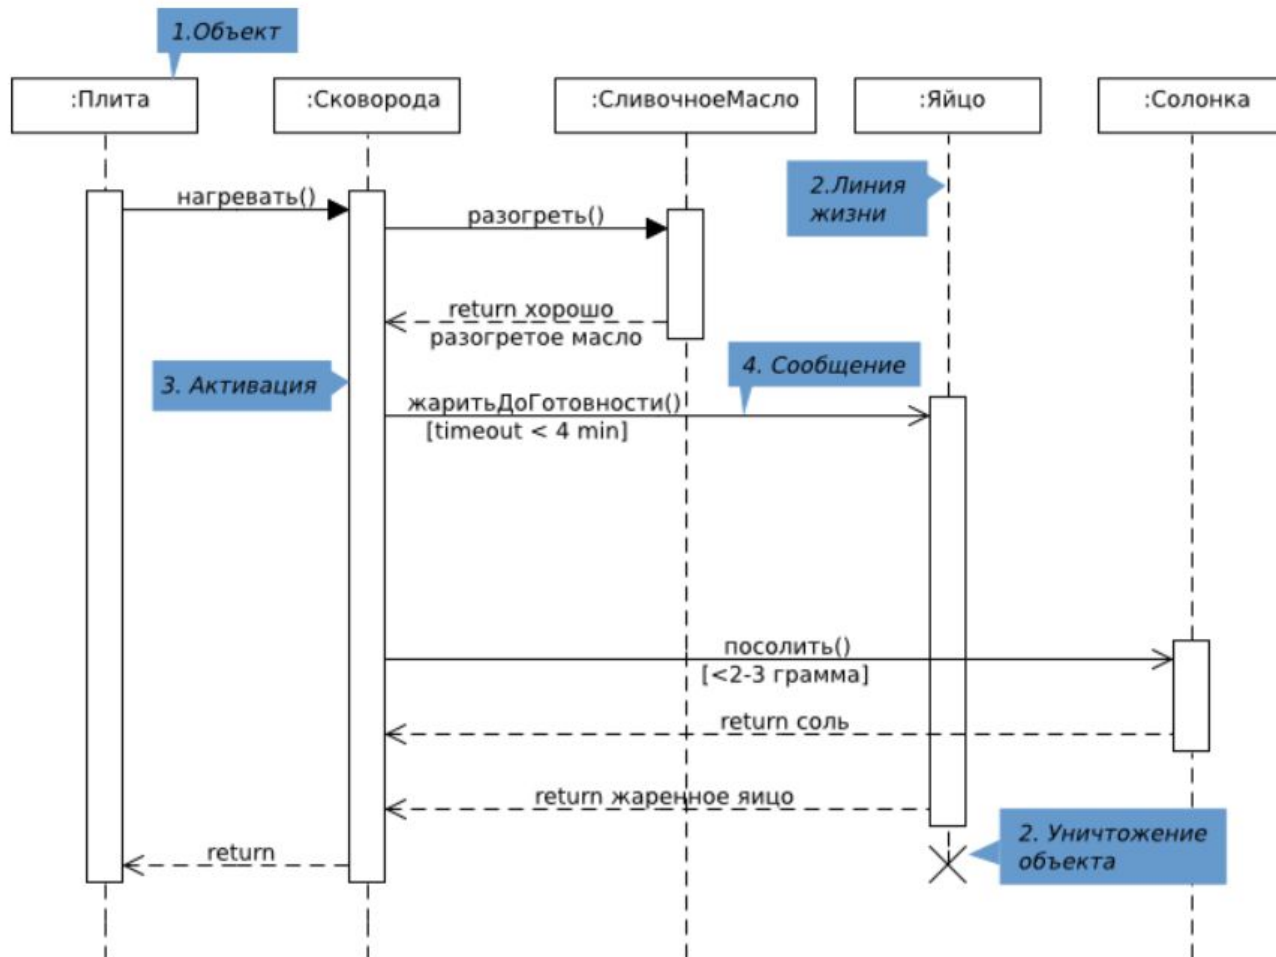 1.Объект
:Плита
:Сковорода
:СливочноеМасло
:Яйцо
:Солонка
2.Линия
жизни
нагревать()
разогреть()
return хорошо
разогретое масло
3. Активация
4. Сообщение
жаритьДоГотовности()
[timeout < 4 min]
посолить()
[<2-3 грамма]
return соль
return жаренное яицо
return
2. Уничтожение
объекта